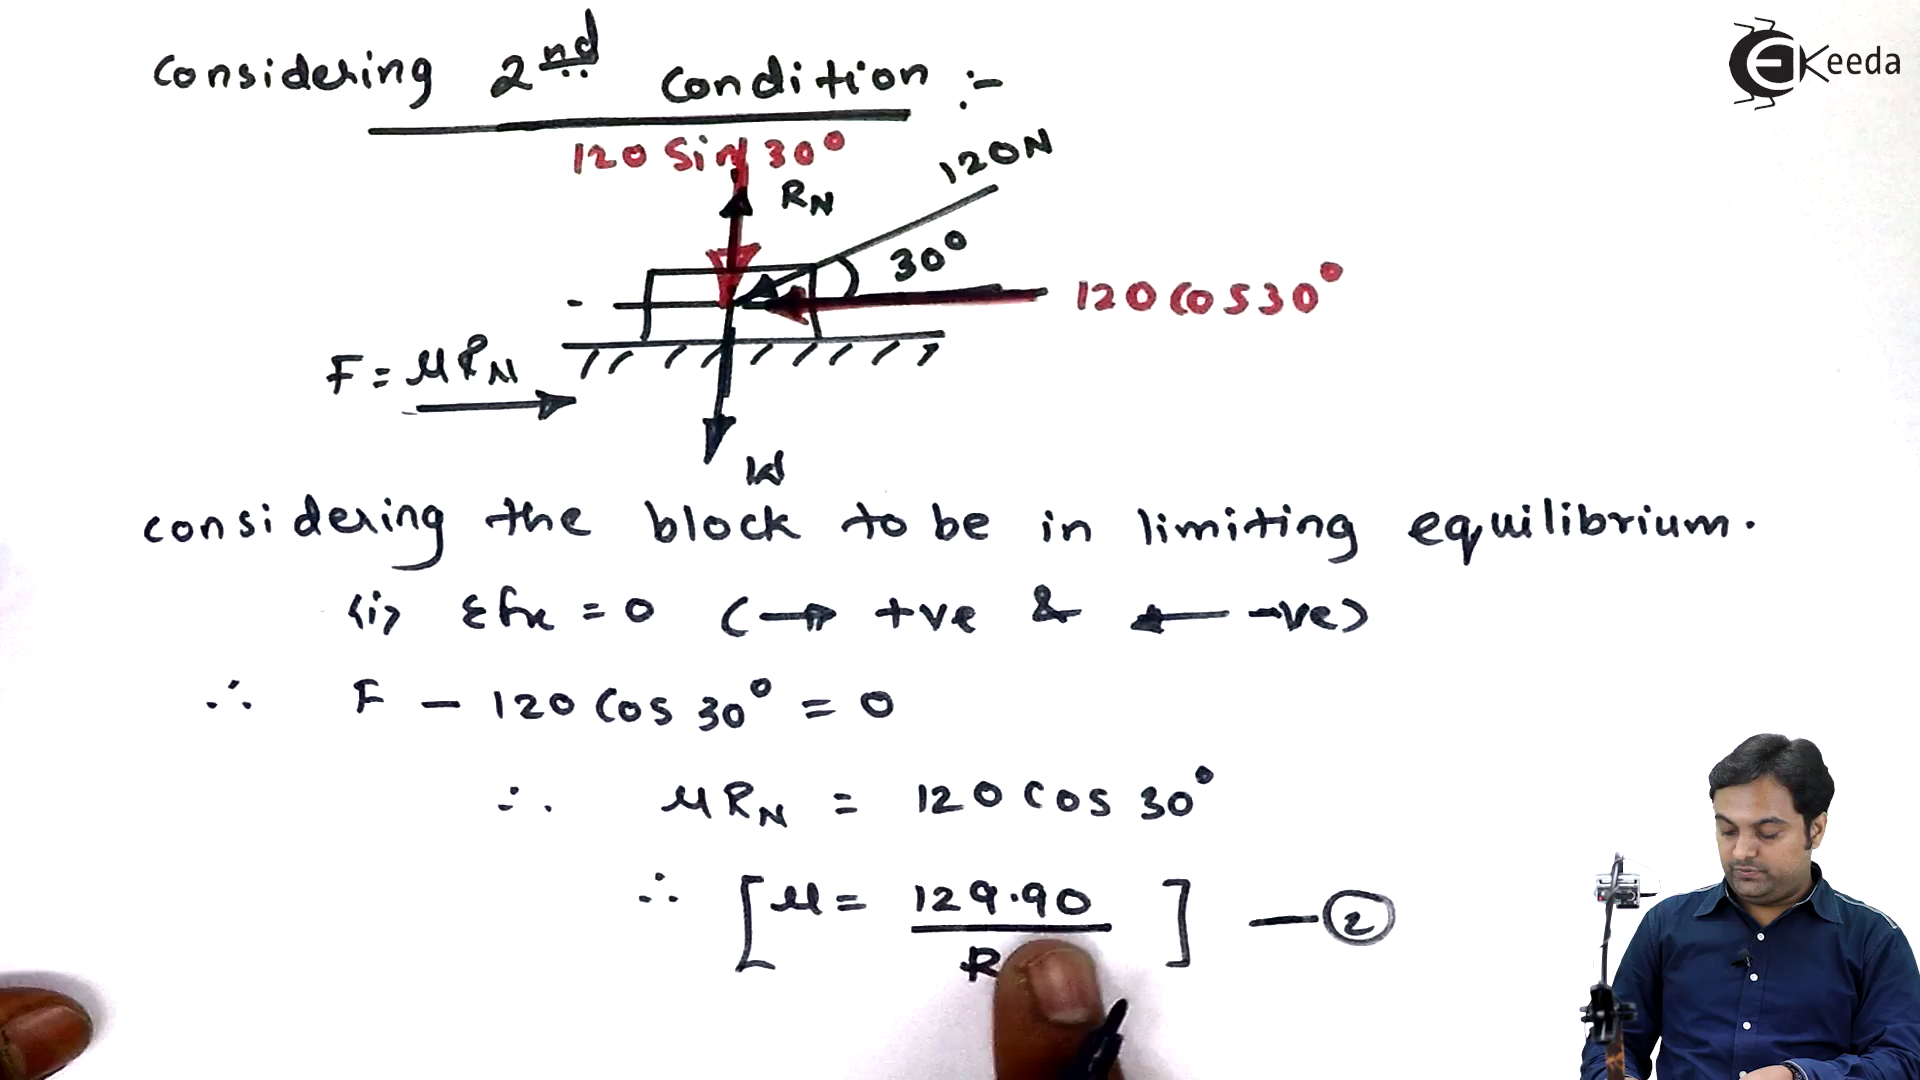 Keeda
Considering 2nd Condition :-
120 Sin 30°
RN
120N
30°
120 cos 30°
F = μRN
W
considering the block to be in limiting equilibrium.
(i) Σfx = 0 (→ +ve & ← -ve)
∴ F - 120 Cos 30° = 0
∴ μRN = 120 cos 30°
∴ [μ = 129.90 / R ] — 2